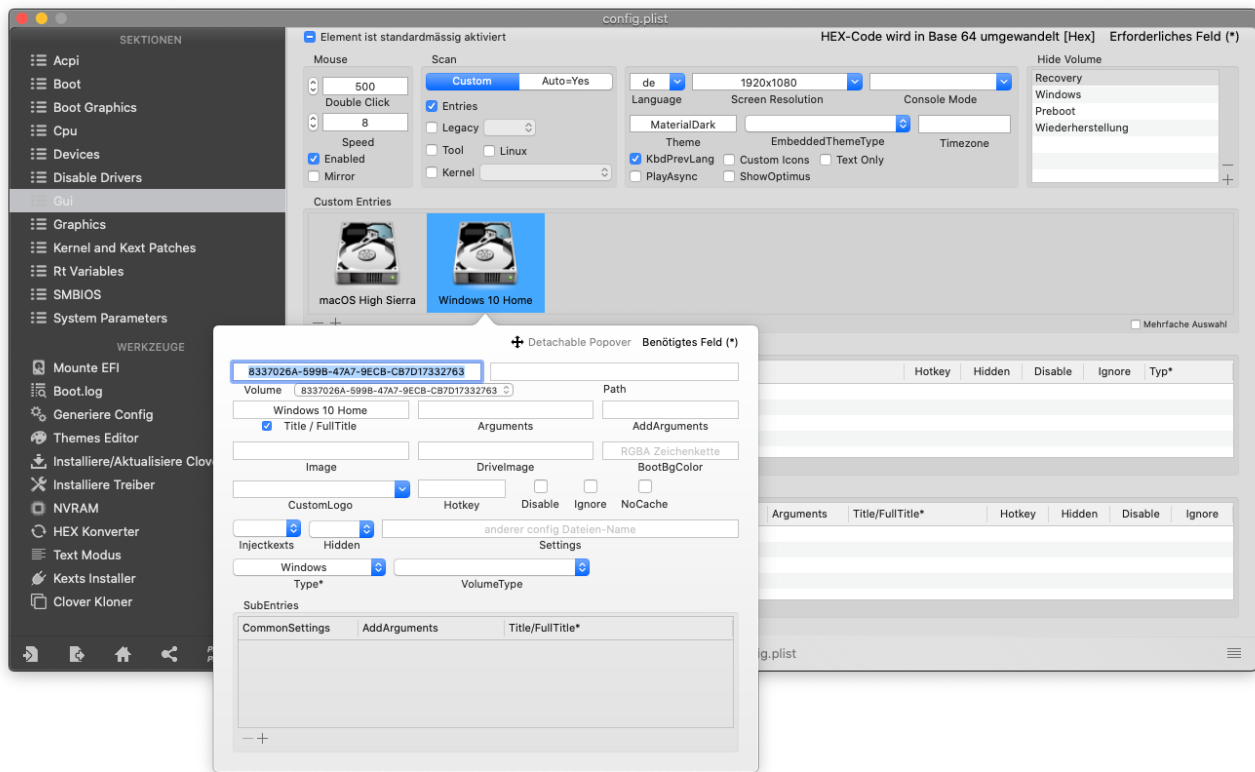 config.plist
SEKTIONEN
Acpi
Boot
Boot Graphics
Cpu
Devices
Disable Drivers
Gui
Graphics
Kernel and Kext Patches
Rt Variables
SMBIOS
System Parameters
WERKZEUGE
Mounte EFI
Boot.log
Generiere Config
Themes Editor
Installiere/Aktualisiere Clov
Installiere Treiber
NVRAM
HEX Konverter
Text Modus
Kexts Installer
Clover Kloner
Element ist standardmässig aktiviert
HEX-Code wird in Base 64 umgewandelt [Hex] Erforderliches Feld (*)
Mouse
500
Double Click
8
Speed
Enabled
Mirror
Scan
Custom Auto=Yes
Entries
Legacy
Tool Linux
Kernel
de 1920x1080
Language Screen Resolution Console Mode
MaterialDark
Theme EmbeddedThemeType Timezone
KbdPrevLang Custom Icons Text Only
PlayAsync ShowOptimus
Hide Volume
Recovery
Windows
Preboot
Wiederherstellung
Custom Entries
macOS High Sierra Windows 10 Home
Mehrfache Auswahl
Detachable Popover Benötigtes Feld (*)
8337026A-599B-47A7-9ECB-CB7D17332763
Volume 8337026A-599B-47A7-9ECB-CB7D17332763 Path
Windows 10 Home
Title / FullTitle Arguments AddArguments
RGBA Zeichenkette
Image DriveImage BootBgColor
CustomLogo Hotkey Disable Ignore NoCache
anderer config Dateien-Name
Injectkexts Hidden Settings
Windows
Type* VolumeType
SubEntries
CommonSettings AddArguments Title/FullTitle*
Hotkey Hidden Disable Ignore Typ*
Arguments Title/FullTitle* Hotkey Hidden Disable Ignore
ig.plist